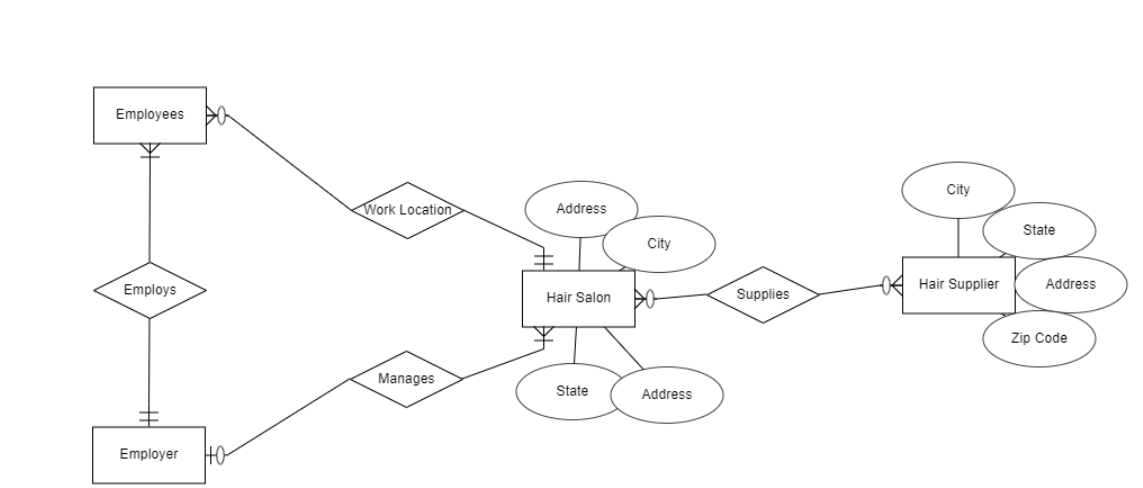 Employees
Work Location
Address
City
City
State
Employs
Hair Salon
Supplies
Hair Supplier
Address
Zip Code
Manages
State
Address
Employer